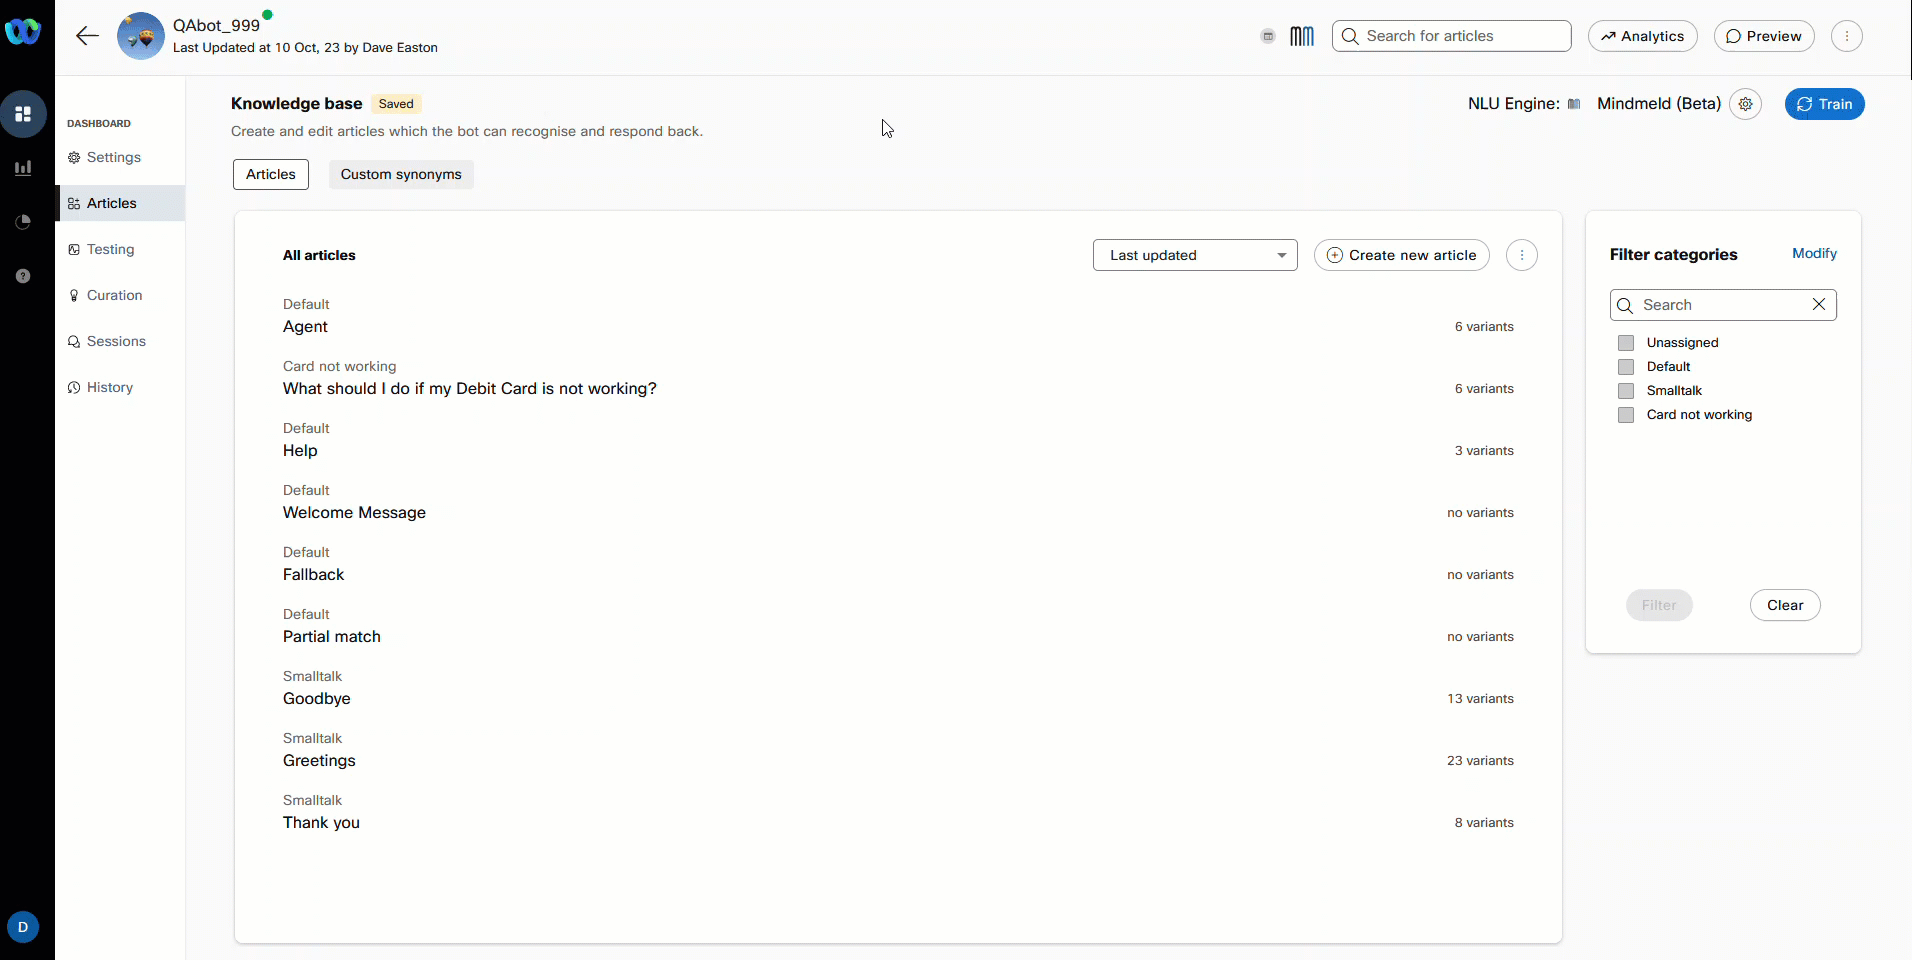 QAbot_999
Last Updated at 10 Oct, 23 by Dave Easton
Search for articles
Analytics
Preview
DASHBOARD
Settings
Articles
Testing
Curation
Sessions
History
D
Knowledge base Saved
Create and edit articles which the bot can recognise and respond back.
NLU Engine: Mindmeld (Beta)
Train
Articles
Custom synonyms
All articles
Last updated
Create new article
Default
Agent 6 variants
Card not working
What should I do if my Debit Card is not working? 6 variants
Default
Help 3 variants
Default
Welcome Message no variants
Default
Fallback no variants
Default
Partial match no variants
Smalltalk
Goodbye 13 variants
Smalltalk
Greetings 23 variants
Smalltalk
Thank you 8 variants
Filter categories Modify
Search
Unassigned
Default
Smalltalk
Card not working
Filter
Clear